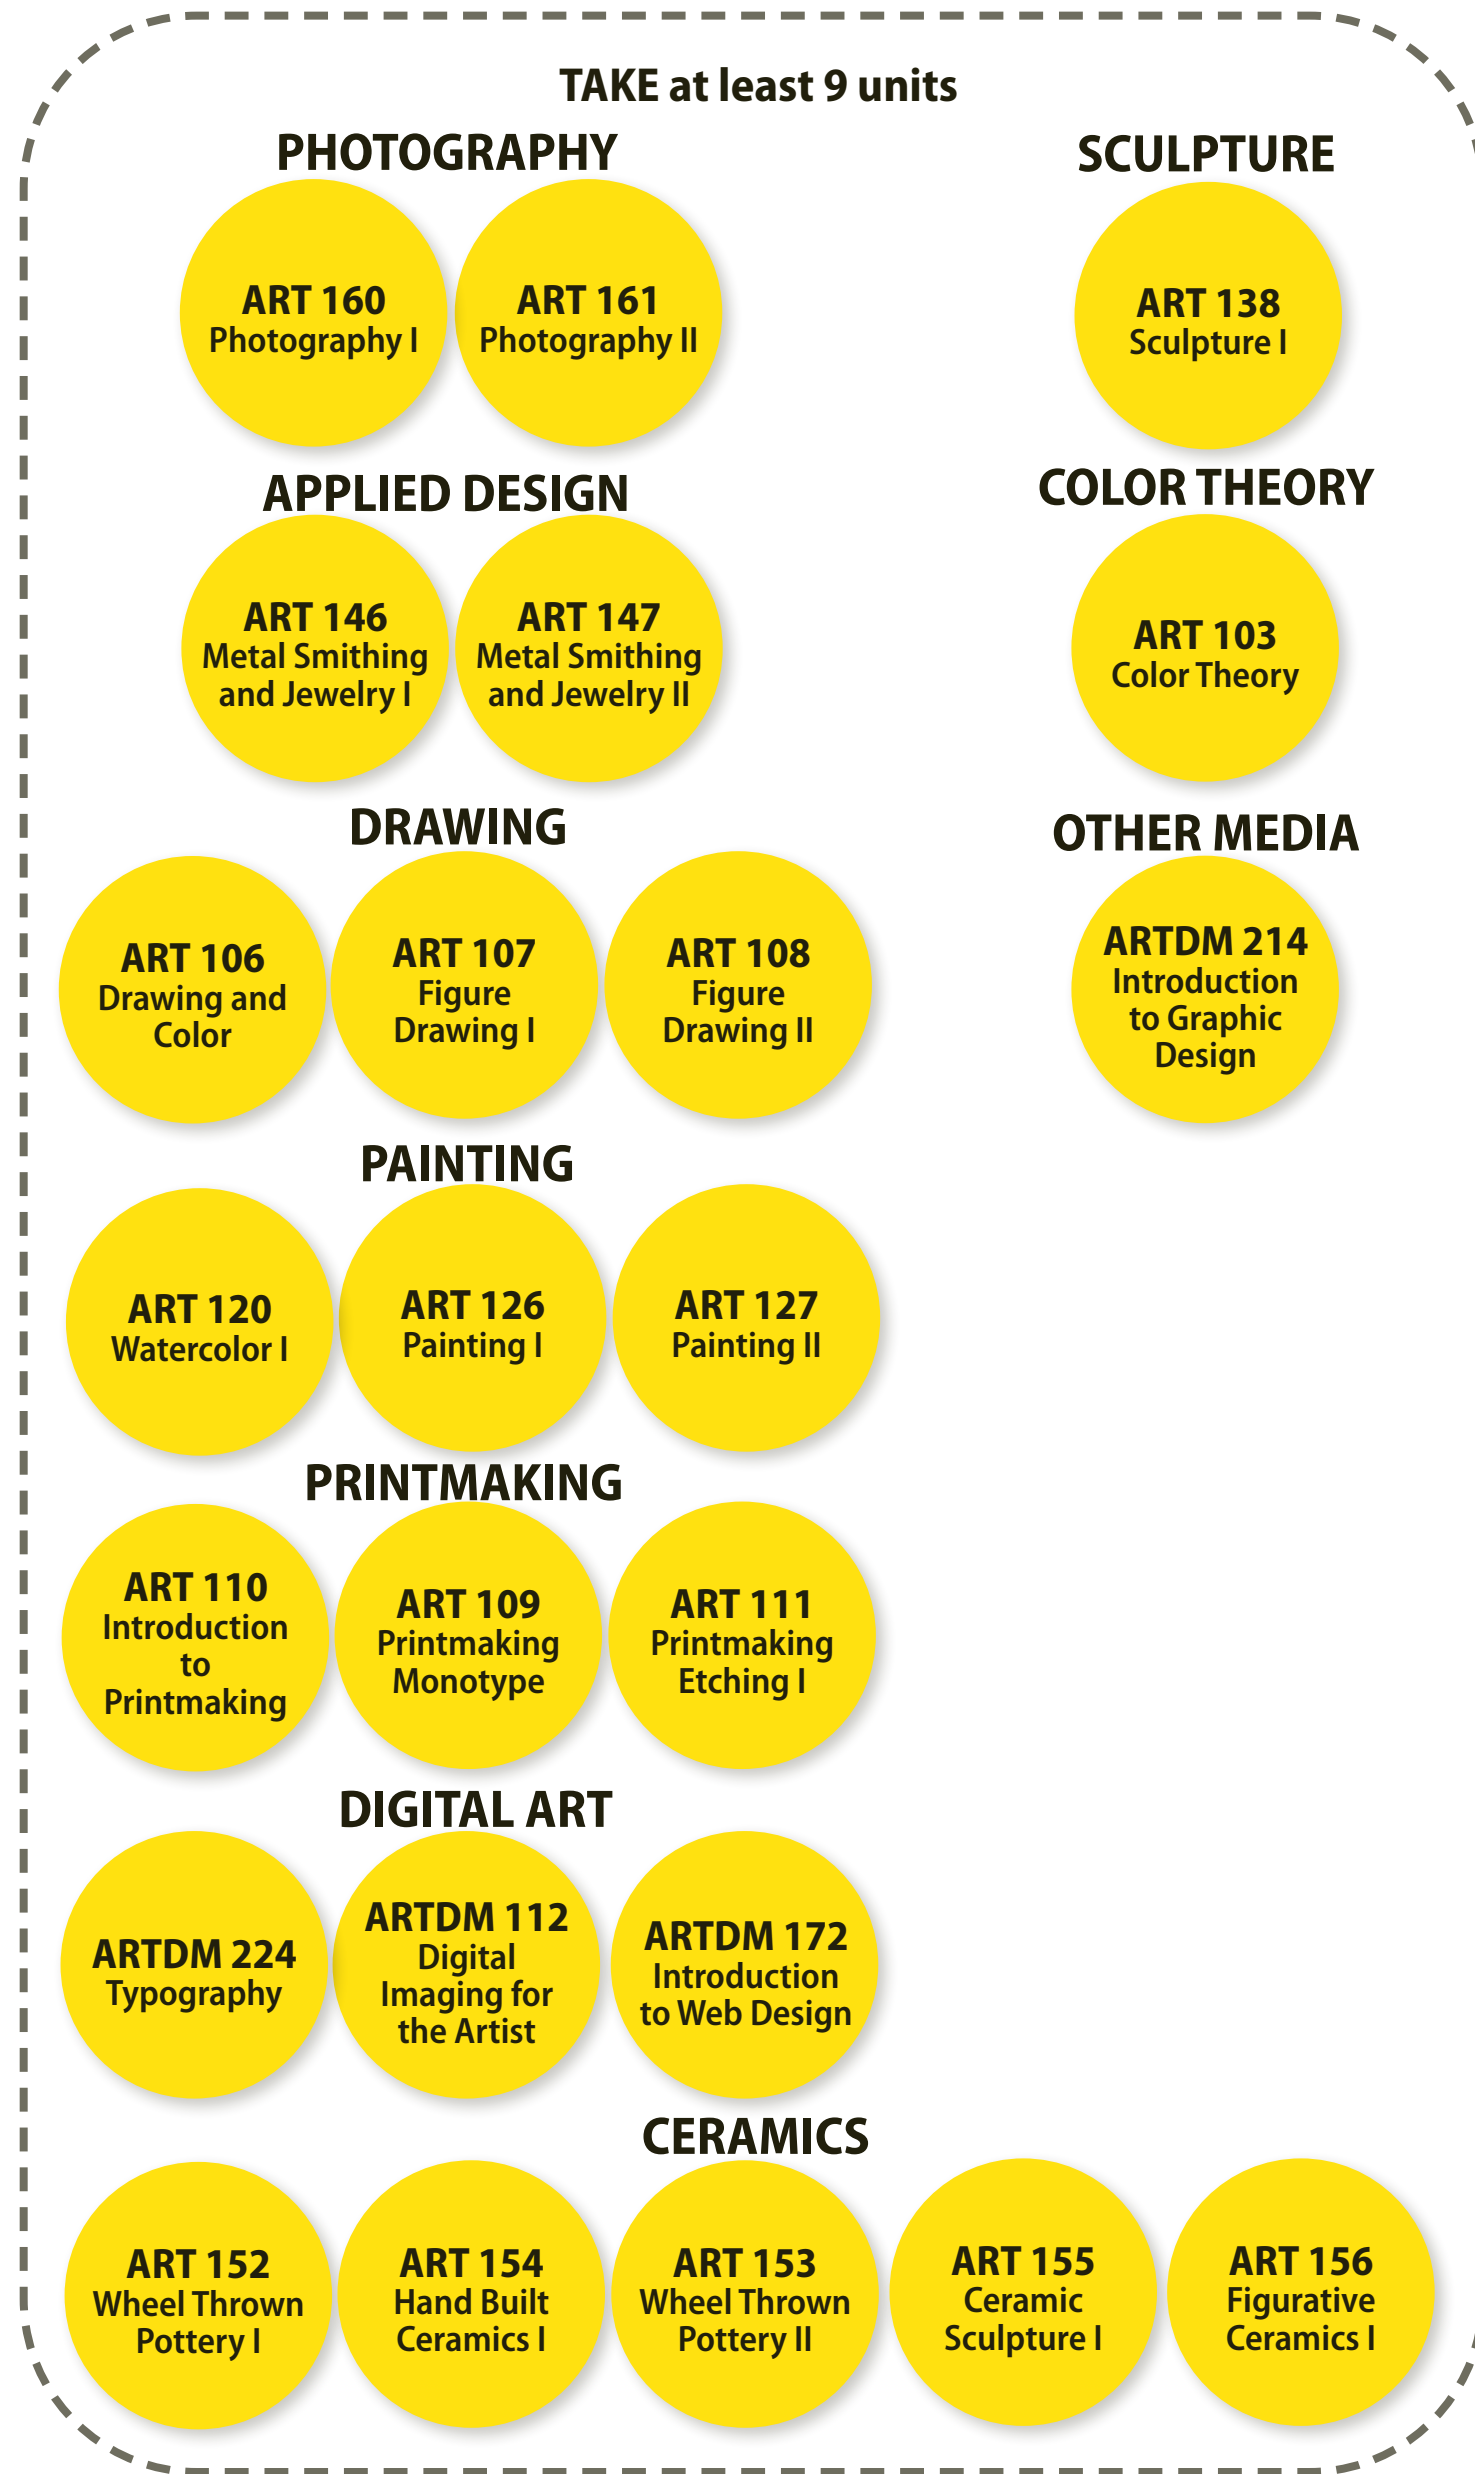 TAKE at least 9 units
PHOTOGRAPHY
ART 160
Photography I
ART 161
Photography II
SCULPTURE
ART 138
Sculpture I
APPLIED DESIGN
ART 146
Metal Smithing
and Jewelry I
ART 147
Metal Smithing
and Jewelry II
COLOR THEORY
ART 103
Color Theory
DRAWING
ART 106
Drawing and
Color
ART 107
Figure
Drawing I
ART 108
Figure
Drawing II
OTHER MEDIA
ARTDM 214
Introduction
to Graphic
Design
PAINTING
ART 120
Watercolor I
ART 126
Painting I
ART 127
Painting II
PRINTMAKING
ART 110
Introduction
to
Printmaking
ART 109
Printmaking
Monotype
ART 111
Printmaking
Etching I
DIGITAL ART
ARTDM 224
Typography
ARTDM 112
Digital
Imaging for
the Artist
ARTDM 172
Introduction
to Web Design
CERAMICS
ART 152
Wheel Thrown
Pottery I
ART 154
Hand Built
Ceramics I
ART 153
Wheel Thrown
Pottery II
ART 155
Ceramic
Sculpture I
ART 156
Figurative
Ceramics I